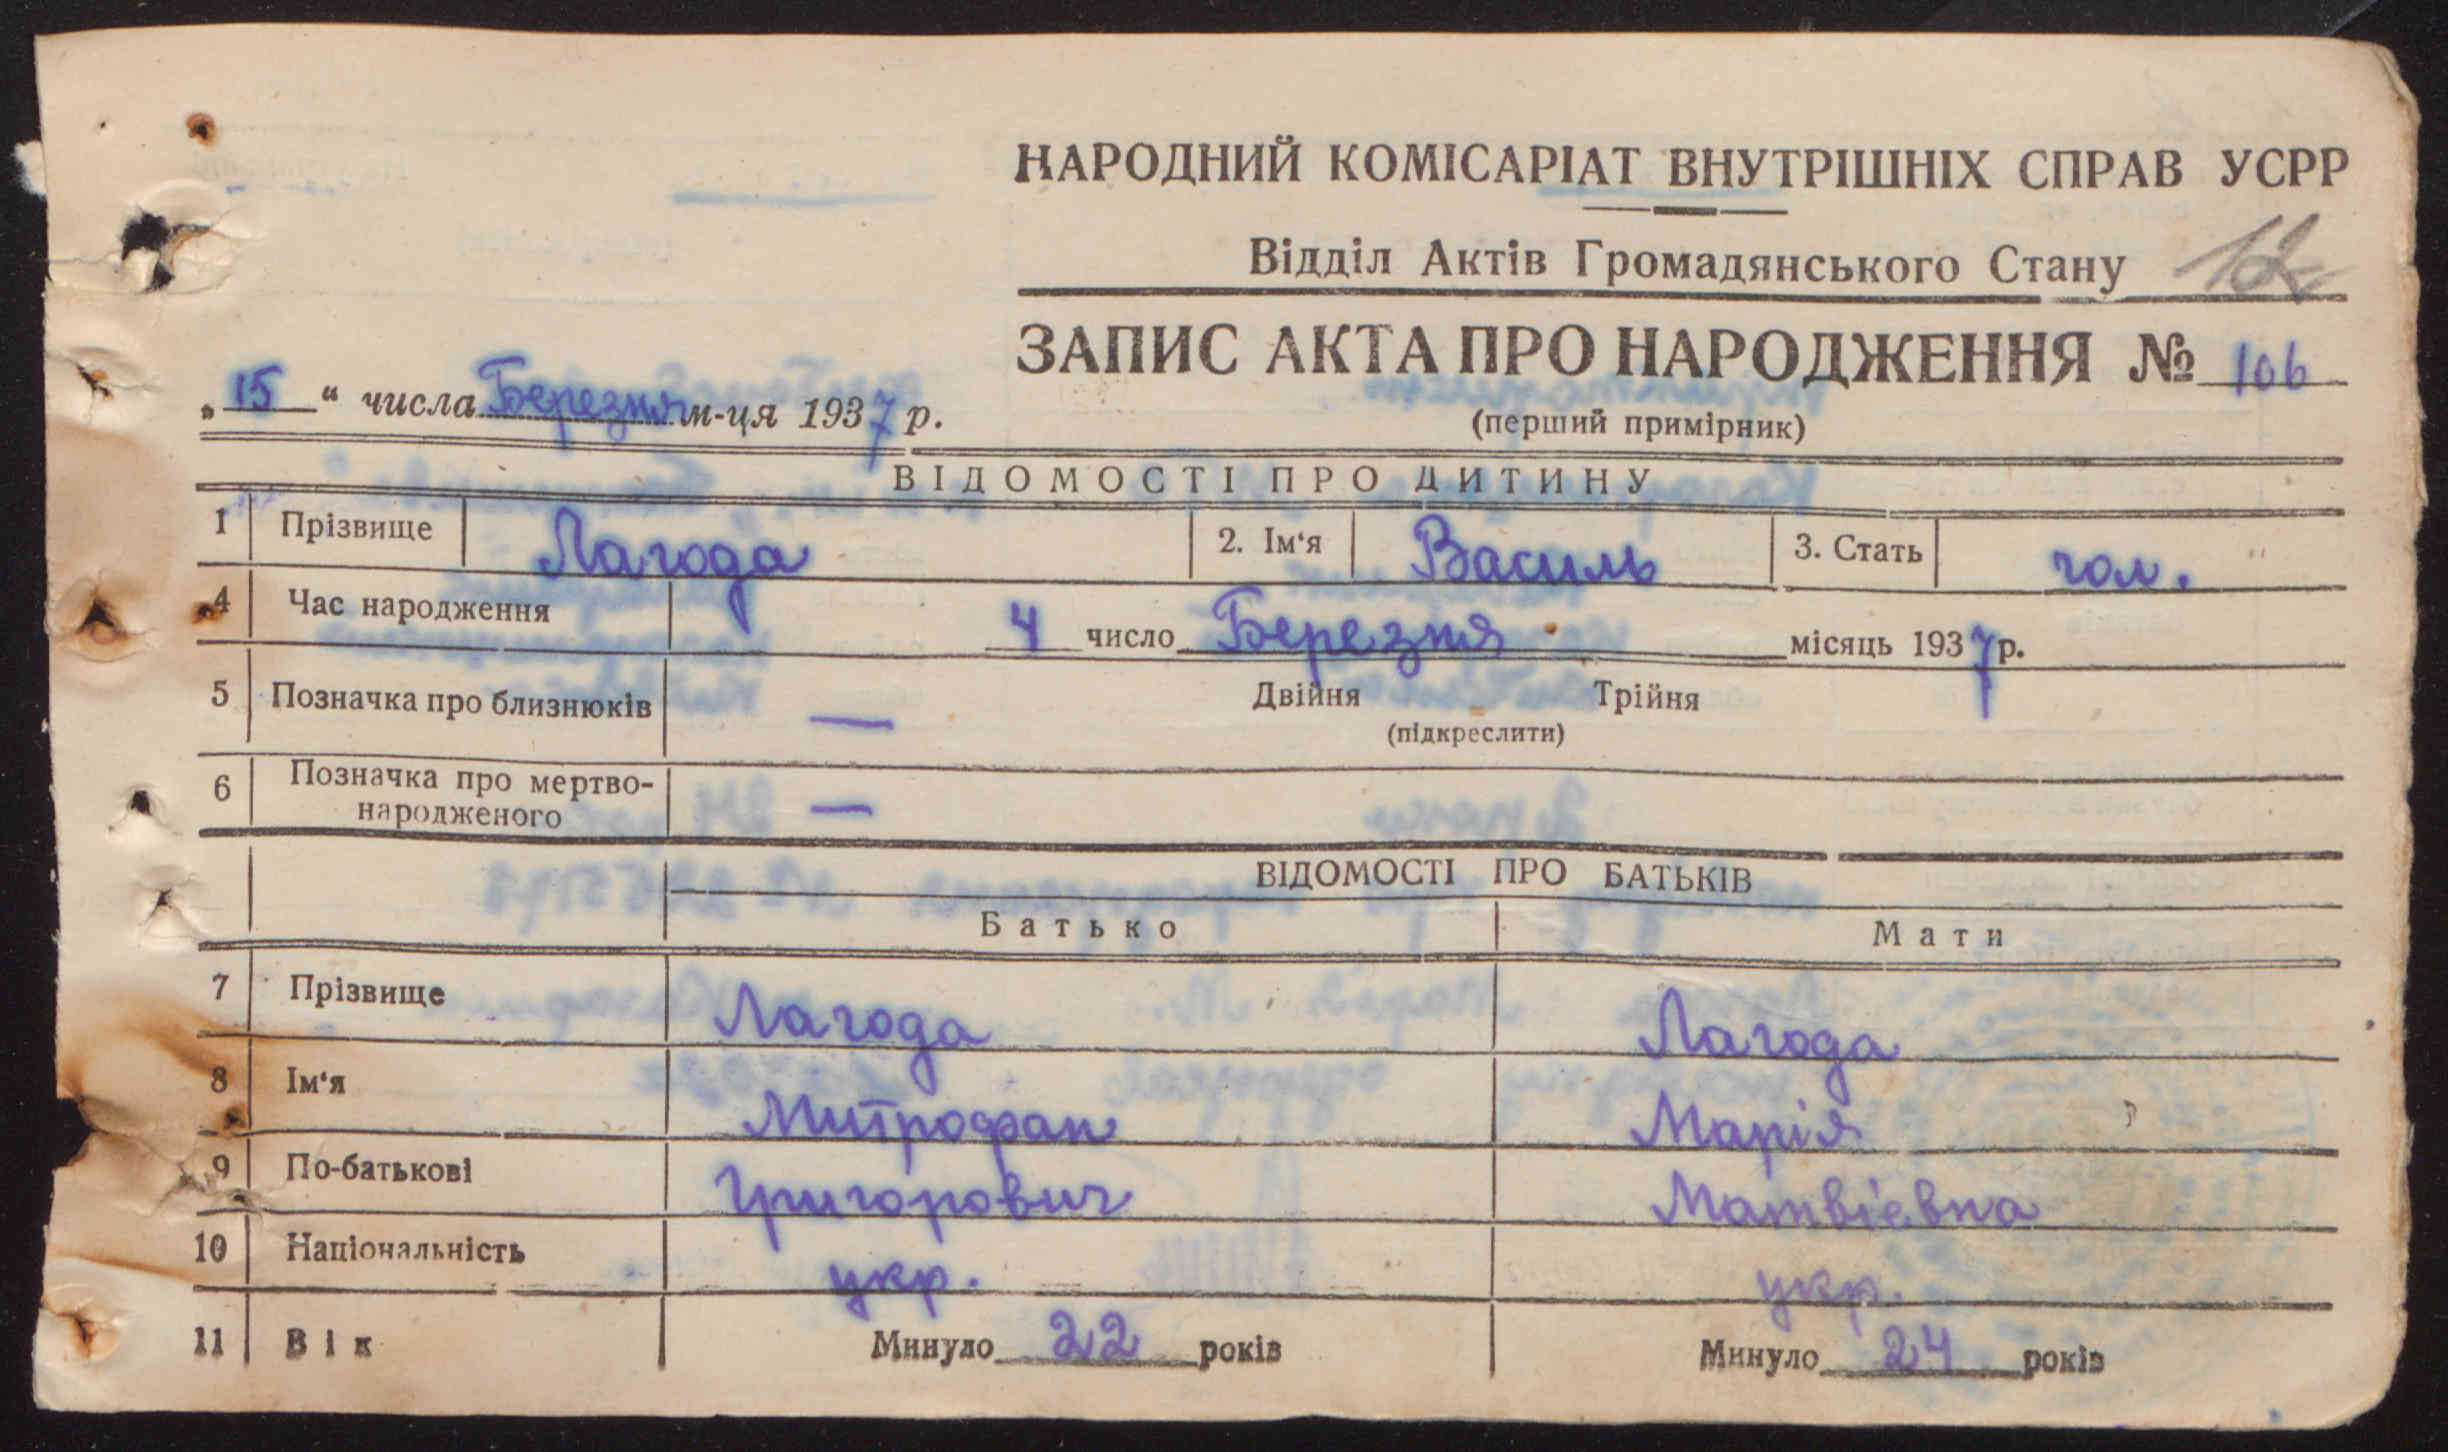 НАРОДНИЙ КОМІСАРІАТ ВНУТРІШНІХ СПРАВ УСРР
Відділ Актів Громадянського Стану 12
ЗАПИС АКТА ПРО НАРОДЖЕННЯ № 106
(перший примірник)
„15“ числа Березня м-ця 1937 р.
ВІДОМОСТІ ПРО ДИТИНУ
1 Прізвище Лагода 2. Ім'я Василь 3. Стать чол.
4 Час народження 4 число Березня місяць 1937 р.
5 Позначка про близнюків — Двійня Трійня
(підкреслити)
6 Позначка про мертво-
народженого —
ВІДОМОСТІ ПРО БАТЬКІВ
Батько Мати
7 Прізвище Лагода Лагода
8 Ім'я Митрофан Марія
9 По-батькові Григорович Матвієвна
10 Національність укр. укр.
11 Вік Минуло 22 років Минуло 24 років